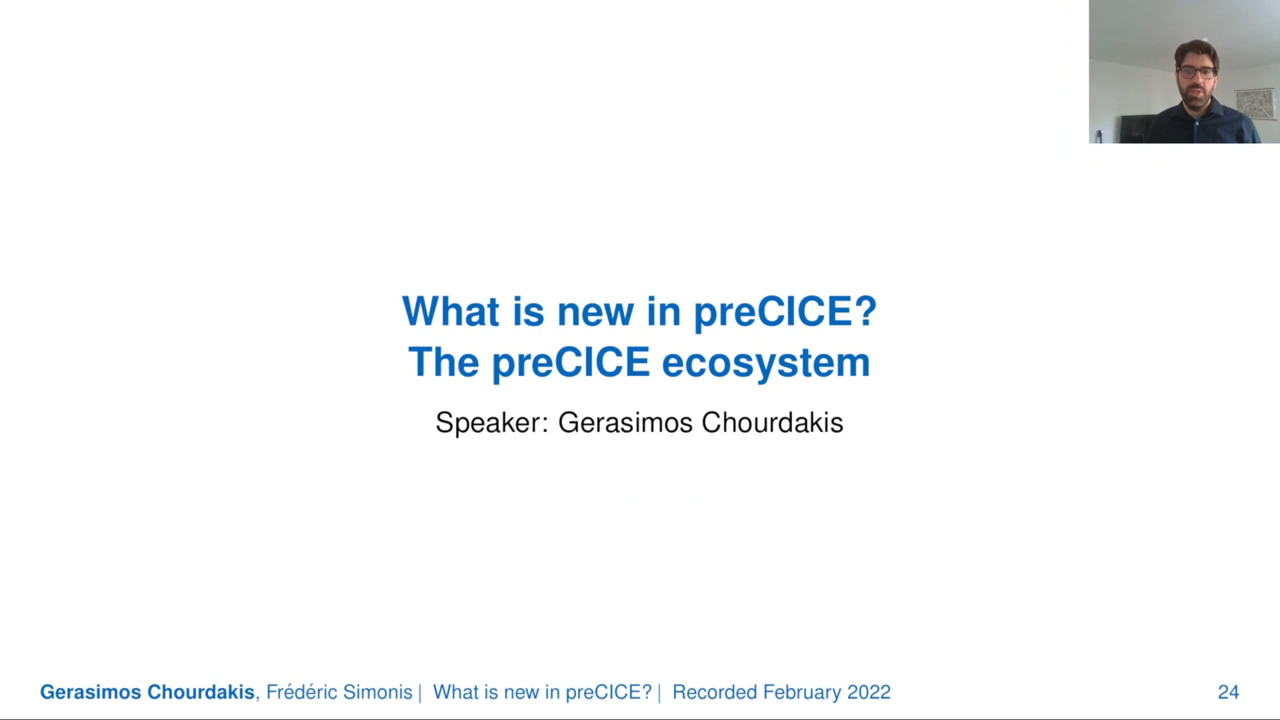 What is new in preCICE?
The preCICE ecosystem
Speaker: Gerasimos Chourdakis
Gerasimos Chourdakis, Frédéric Simonis | What is new in preCICE? | Recorded February 2022 24